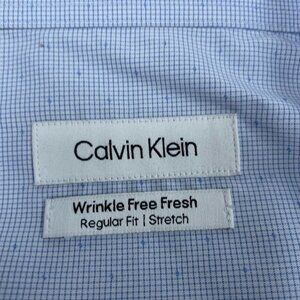 Calvin Klein
Wrinkle Free Fresh
Regular Fit | Stretch